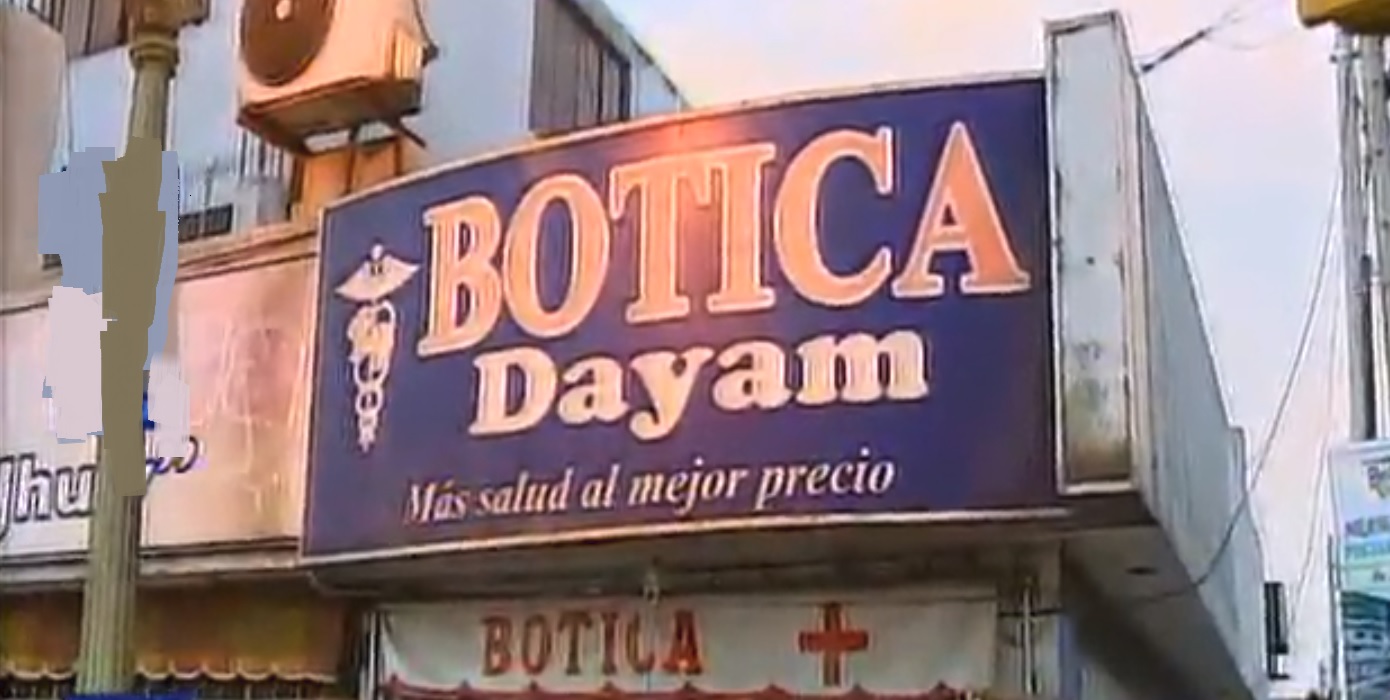 BOTICA
Dayam
Más salud al mejor precio
BOTICA